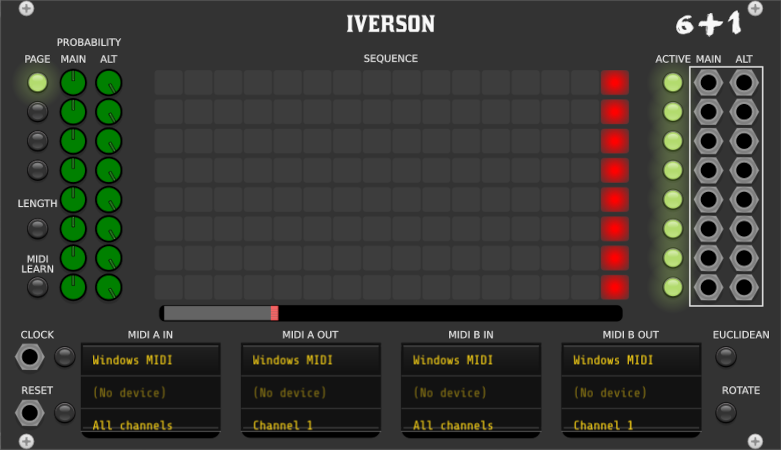 IVERSON
6+1
PROBABILITY
PAGE MAIN ALT
SEQUENCE
ACTIVE MAIN ALT
LENGTH
MIDI
LEARN
CLOCK
MIDI A IN
MIDI A OUT
MIDI B IN
MIDI B OUT
EUCLIDEAN
Windows MIDI
Windows MIDI
Windows MIDI
Windows MIDI
RESET
(No device)
(No device)
(No device)
(No device)
ROTATE
All channels
Channel 1
All channels
Channel 1